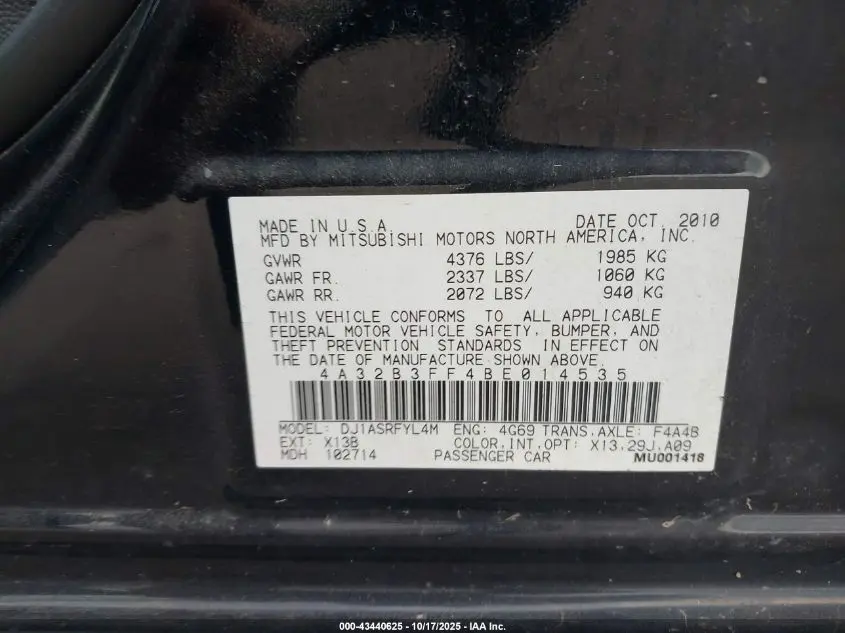 MADE IN U.S.A. DATE OCT. 2010
MFD BY MITSUBISHI MOTORS NORTH AMERICA, INC.
GVWR 4376 LBS/ 1985 KG
GAWR FR. 2337 LBS/ 1060 KG
GAWR RR. 2072 LBS/ 940 KG
THIS VEHICLE CONFORMS TO ALL APPLICABLE
FEDERAL MOTOR VEHICLE SAFETY, BUMPER, AND
THEFT PREVENTION STANDARDS IN EFFECT ON
THE DATE OF MANUFACTURE SHOWN ABOVE.
4A32B3FF4BE014535
MODEL: DJ1ASRFYL4M ENG: 4G69 TRANS.AXLE: F4A4B
EXT: X13B COLOR,INT,OPT: X13,29J,A09
MDH 102714 PASSENGER CAR MU001418
000-43440625 - 10/17/2025 - IAA Inc.